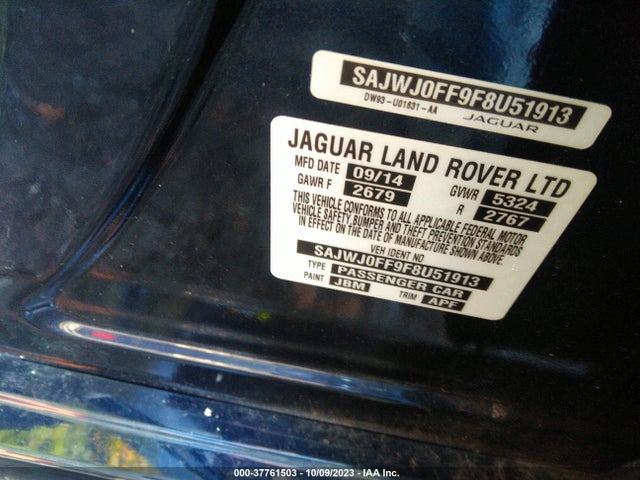 SAJWJ0FF9F8U51913
DW93-U01631-AA
JAGUAR
JAGUAR LAND ROVER LTD
MFD DATE 09/14 GVWR 5324
GAWR F 2679 R 2767
THIS VEHICLE CONFORMS TO ALL APPLICABLE FEDERAL MOTOR
VEHICLE SAFETY, BUMPER AND THEFT PREVENTION STANDARDS
IN EFFECT ON THE DATE OF MANUFACTURE SHOWN ABOVE.
VEH IDENT NO
SAJWJ0FF9F8U51913
TYPE PASSENGER CAR
PAINT JBM TRIM APF
000-37761503 - 10/09/2023 - IAA Inc.